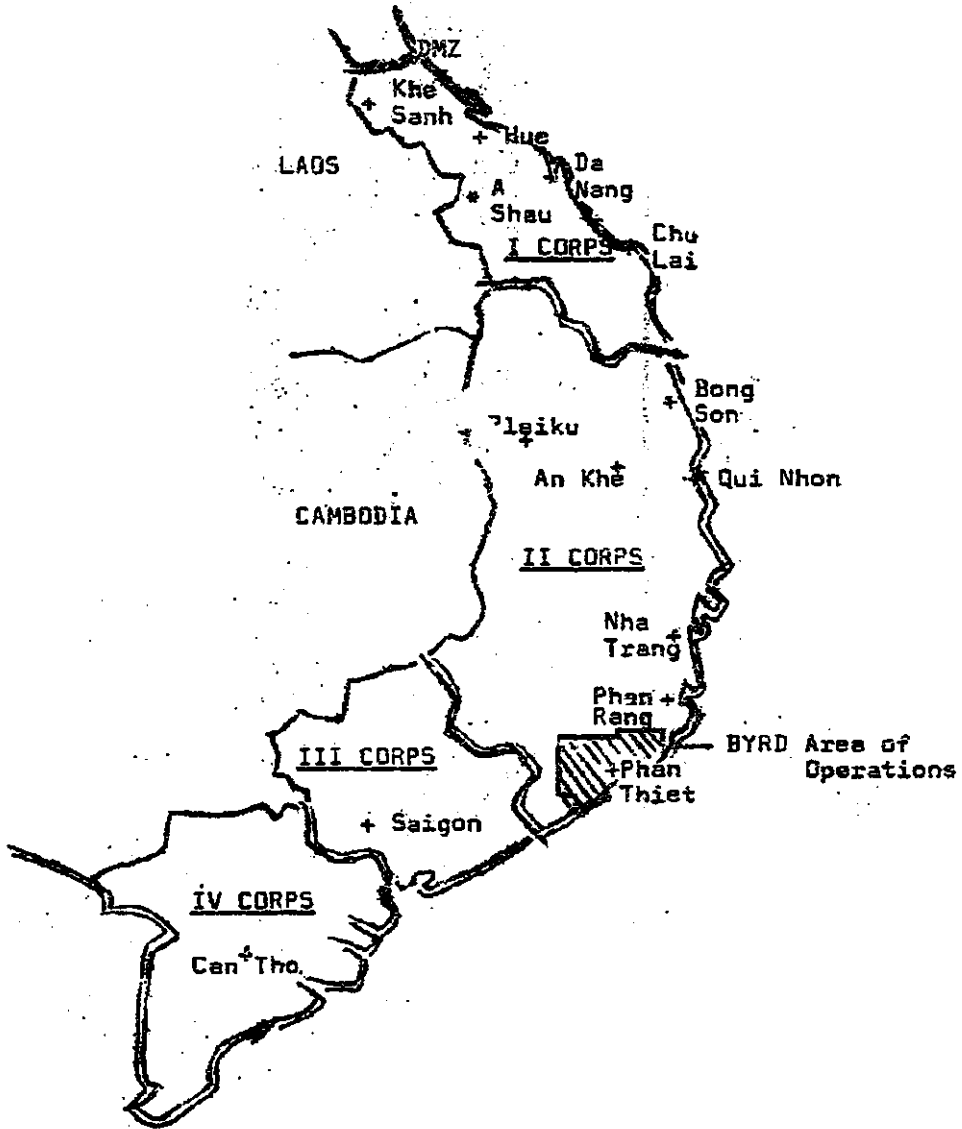 DMZ
Khe
Sanh
Hue
LAOS
Da
Nang
A
Shau
I CORPS
Chu
Lai
Bong
Son
Pleiku
An Khe
Qui Nhon
CAMBODIA
II CORPS
Nha
Trang
Phan
Rang
BYRD Area of
Operations
III CORPS
Phan
Thiet
Saigon
IV CORPS
Can Tho